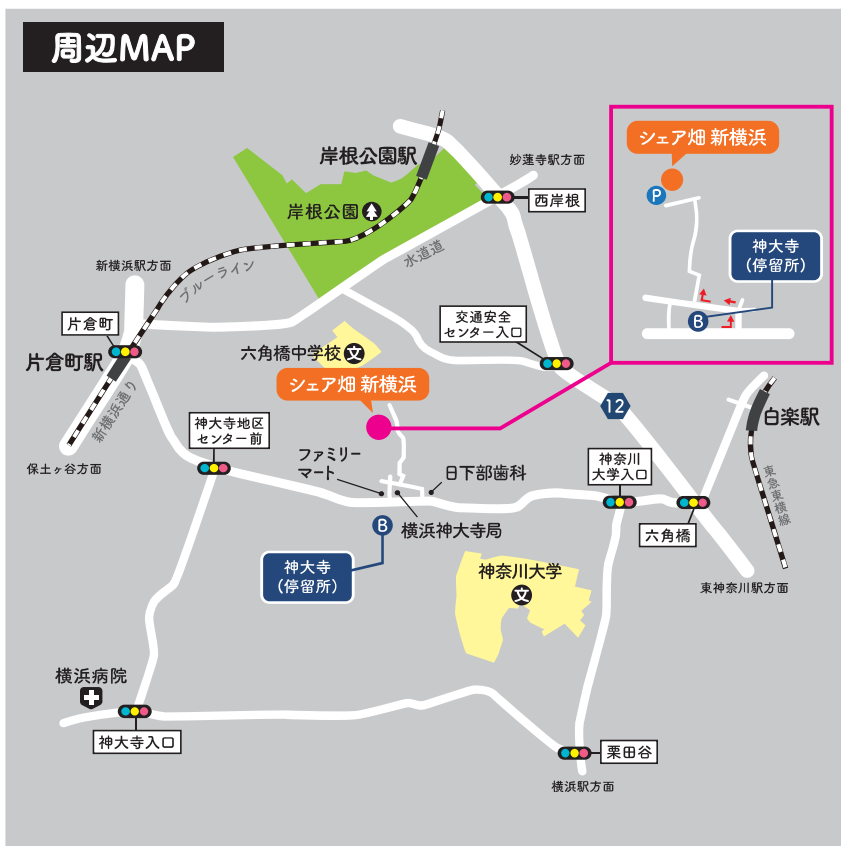 周辺MAP
岸根公園駅
妙蓮寺駅方面
シェア畑 新横浜
P
神大寺
（停留所）
B
西岸根
岸根公園
水道道
ブルーライン
新横浜駅方面
片倉町
片倉町駅
新横浜通り
保土ヶ谷方面
交通安全
センター入口
六角橋中学校
文
シェア畑 新横浜
12
白楽駅
東急東横線
神大寺地区
センター前
ファミリー
マート
日下部歯科
横浜神大寺局
神奈川
大学入口
六角橋
東神奈川駅方面
B
神大寺
（停留所）
神奈川大学
文
横浜病院
神大寺入口
栗田谷
横浜駅方面